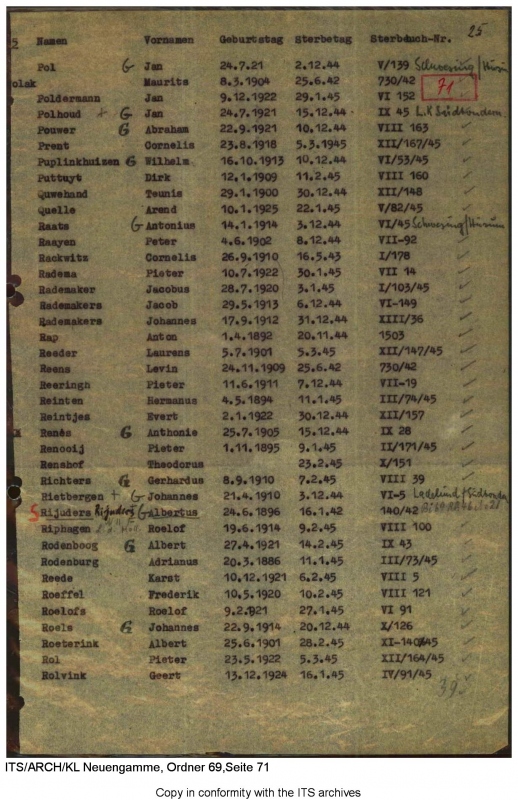 25
Namen Vornamen Geburtstag Sterbetag Sterbebuch-Nr.
Pol G Jan 24.7.21 2.12.44 V/139 Schwesing/Husum
olak Maurits 8.3.1904 25.6.42 730/42 71
Poldermann Jan 9.12.1922 29.1.45 VI 152
Polhoud + G Jan 24.7.1921 15.12.44 IX 45 L.K Südtondern
Pouwer G Abraham 22.9.1921 10.12.44 VIII 163
Prent Cornelis 23.8.1918 5.3.1945 XII/167/45
Puplinkhuizen G Wilhelm 16.10.1913 10.12.44 VI/53/45
Puttuyt Dirk 12.1.1909 11.2.45 VIII 160
Quwehand Teunis 29.1.1900 30.12.44 XII/148
Quelle Arend 10.1.1925 22.1.45 V/82/45
Raats G Antonius 14.1.1914 3.12.44 VI/45 Schwesing/Husum
Raayen Peter 4.6.1902 8.12.44 VII-92
Rackwitz Cornelis 26.9.1910 16.5.43 I/178
Radema Pieter 10.7.1922 30.1.45 VII 14
Rademaker Jacobus 28.7.1920 3.1.45 I/103/45
Rademakers Jacob 29.5.1913 6.12.44 VI-149
Rademakers Johannes 17.9.1912 31.12.44 XIII/36
Rap Anton 1.4.1892 20.11.44 1503
Reeder Laurens 5.7.1901 5.3.45 XII/147/45
Reens Levin 24.11.1909 25.6.42 730/42
Reeringh Pieter 11.6.1911 7.12.44 VII-19
Reinten Hermanus 4.5.1894 11.1.45 III/74/45
Reintjes Evert 2.1.1922 30.12.44 XII/157
Renès G Anthonie 25.7.1905 15.12.44 IX 28
Renooij Pieter 1.11.1895 9.1.45 II/171/45
Renshof Theodorus 23.2.45 X/151
Richters G Gerhardus 8.9.1910 7.2.45 VIII 39
Rietbergen + G Johannes 21.4.1910 3.12.44 VI-5 Ladelund/Südtondern
S Rijuders Rijnders G Albertus 24.6.1896 16.1.42 140/42
Riphagen Roelof 19.6.1914 9.2.45 VIII 100
Rodenboog G Albert 27.4.1921 14.2.45 IX 43
Rodenburg Adrianus 20.3.1886 11.1.45 III/73/45
Roede Karst 10.12.1921 6.2.45 VIII 5
Roeffel Frederik 10.5.1920 10.2.45 VIII 121
Roelofs Roelof 9.2.921 27.1.45 VI 91
Roels G Johannes 22.9.1914 20.12.44 X/126
Roeterink Albert 25.6.1901 28.2.45 XI-140/45
Rol Pieter 23.5.1922 5.3.45 XII/164/45
Rolvink Geert 13.12.1924 16.1.45 IV/91/45
395
ITS/ARCH/KL Neuengamme, Ordner 69,Seite 71
Copy in conformity with the ITS archives